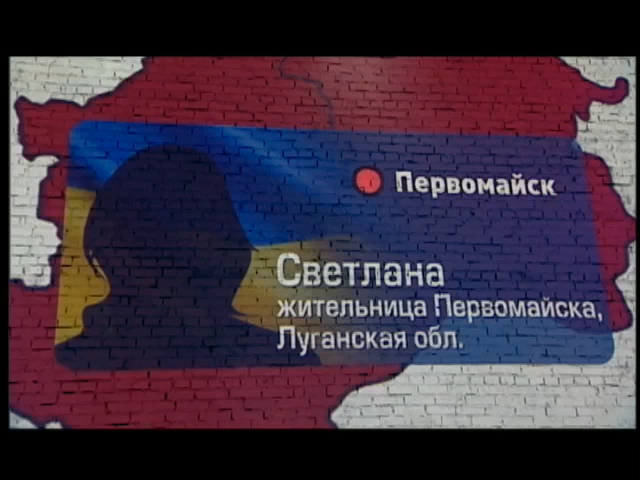 Первомайск
Светлана
жительница Первомайска,
Луганская обл.